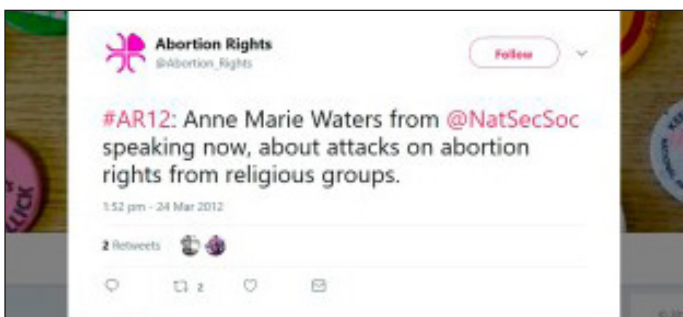 Abortion Rights
@Abortion_Rights
Follow
#AR12: Anne Marie Waters from @NatSecSoc
speaking now, about attacks on abortion
rights from religious groups.
1:52 pm - 24 Mar 2012
2 Retweets
2
LICK